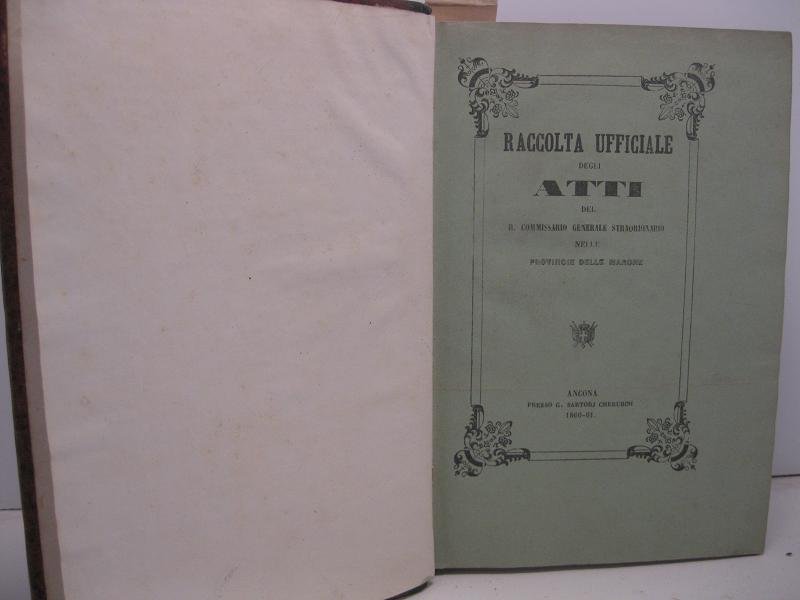 RACCOLTA UFFICIALE
DEGLI
ATTI
DEL
R. COMMISSARIO GENERALE STRAORDINARIO
NELLE
PROVINCIE DELLE MARCHE
ANCONA
PRESSO G. SARTORJ CHERUBINI
1860-61.